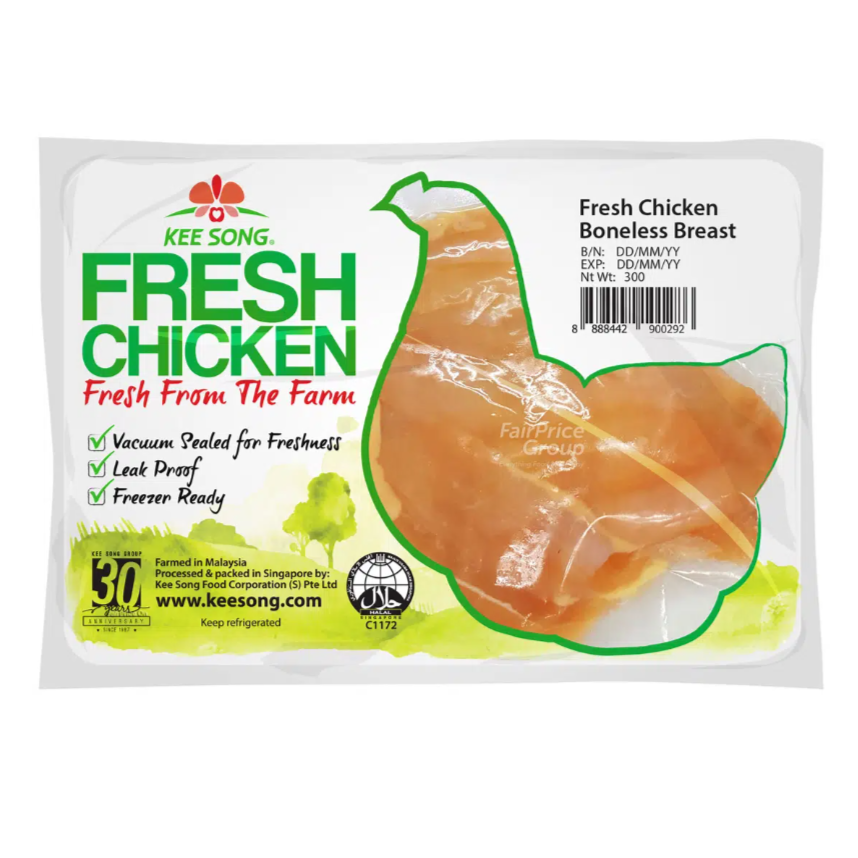 KEE SONG®
FRESH
CHICKEN
Fresh From The Farm
Vacuum Sealed for Freshness
Leak Proof
Freezer Ready
KEE SONG GROUP
30
years
ANNIVERSARY
• SINCE 1987 •
Farmed in Malaysia
Processed & packed in Singapore by:
Kee Song Food Corporation (S) Pte Ltd
www.keesong.com
Keep refrigerated
حلال
HALAL
SINGAPORE
C1172
Fresh Chicken
Boneless Breast
B/N: DD/MM/YY
EXP: DD/MM/YY
Nt Wt: 300
8 888442 900292
FairPrice
Group